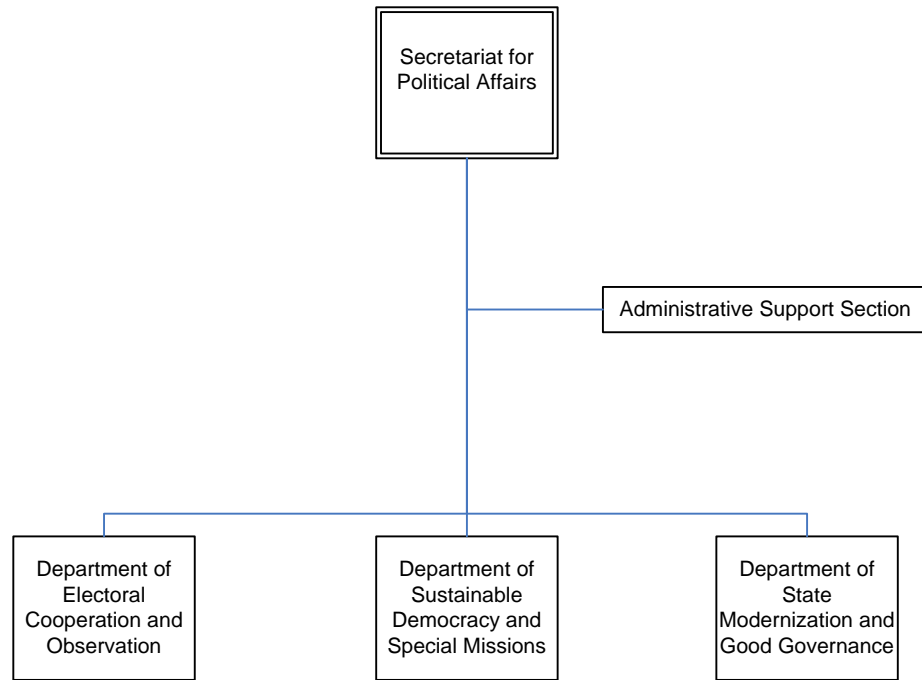 Secretariat for
Political Affairs
Administrative Support Section
Department of
Electoral
Cooperation and
Observation
Department of
Sustainable
Democracy and
Special Missions
Department of
State
Modernization and
Good Governance